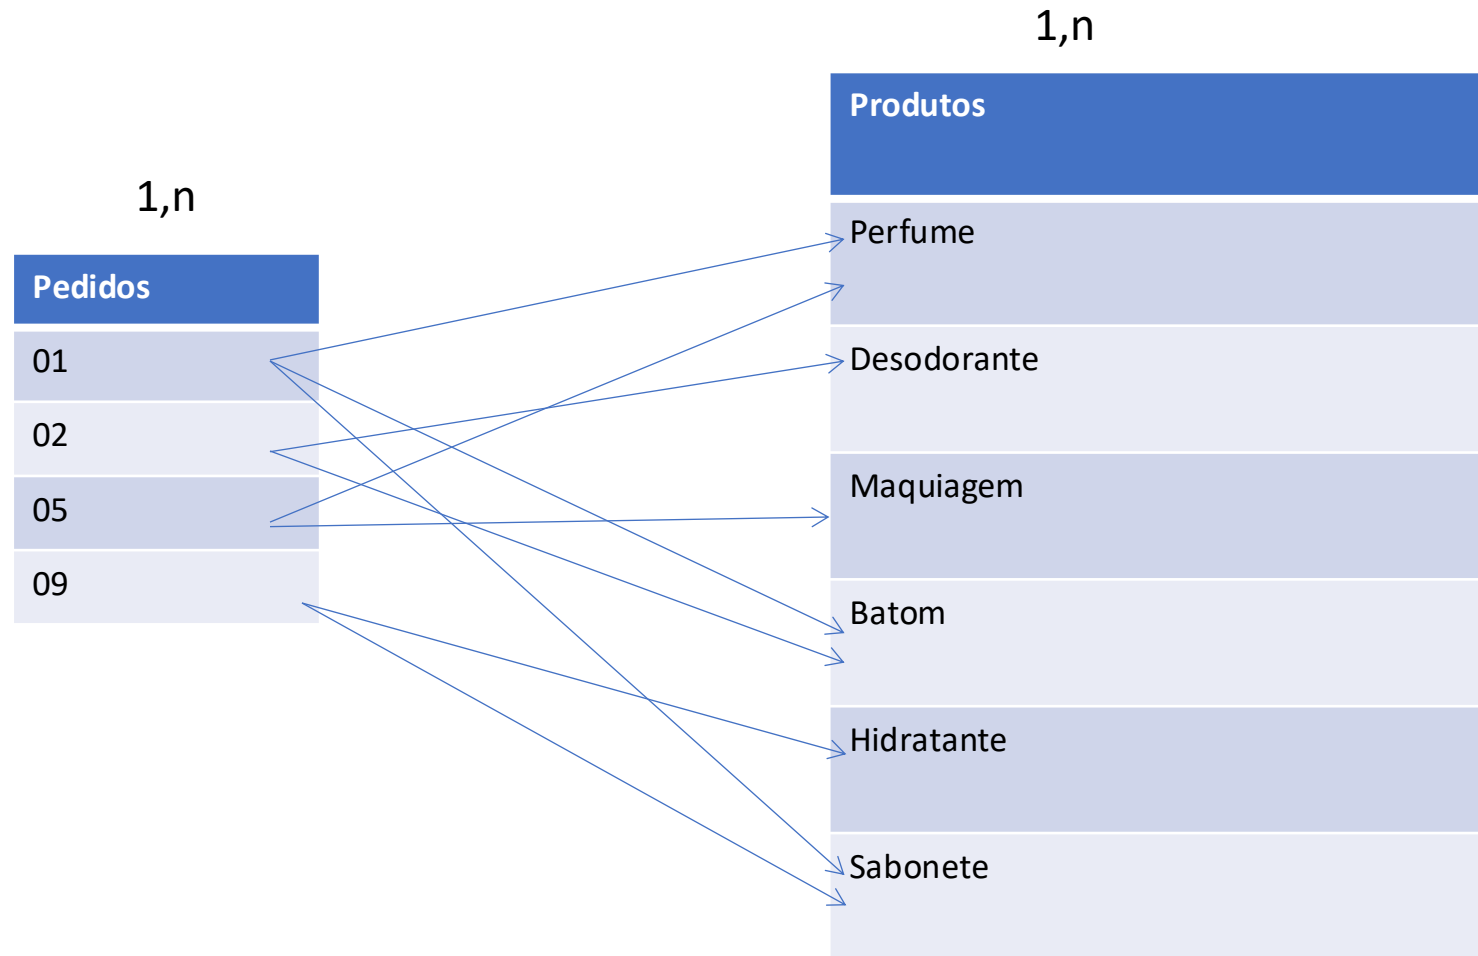 1,n
Pedidos
01
02
05
09
1,n
Produtos
Perfume
Desodorante
Maquiagem
Batom
Hidratante
Sabonete